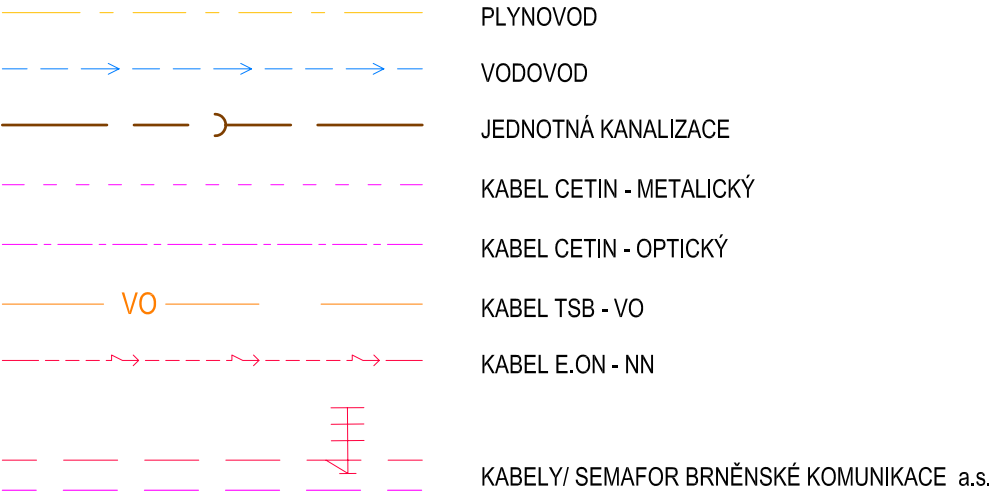 PLYNOVOD
VODOVOD
JEDNOTNÁ KANALIZACE
KABEL CETIN - METALICKÝ
KABEL CETIN - OPTICKÝ
VO KABEL TSB - VO
KABEL E.ON - NN
KABELY/ SEMAFOR BRNĚNSKÉ KOMUNIKACE a.s.